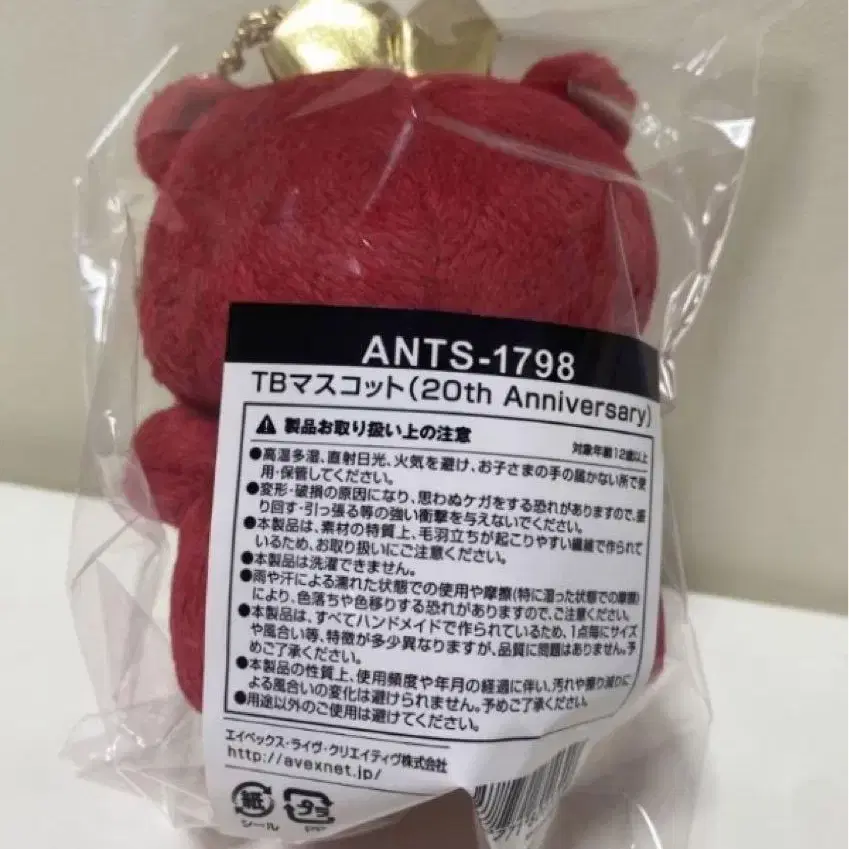 ANTS-1798
TBマスコット(20th Anniversary)
製品お取り扱い上の注意
対象年齢12歳以上
●高温多湿、直射日光、火気を避け、お子さまの手の届かない所で使
用・保管してください。
●変形・破損の原因になり、思わぬケガをする恐れがありますので、振
り回す・引っ張る等の強い衝撃を与えないでください。
●本製品は、素材の特質上、毛羽立ちが起こりやすい繊維で作られて
いるため、お取り扱いにご注意ください。
●本製品は洗濯できません。
●雨や汗による濡れた状態での使用や摩擦(特に湿った状態での摩擦)
により、色落ちや色移りする恐れがありますので、ご注意ください。
●本製品は、すべてハンドメイドで作られているため、1点毎にサイズ
や風合い等、特徴が多少異なりますが、品質に問題はありません。予
めご了承ください。
●本製品の性質上、使用頻度や年月の経過に伴い、汚れや擦り減りに
よる風合いの変化は避けられません。予めご了承ください。
●用途以外のご使用は避けてください。
エイベックス・ライヴ・クリエイティヴ株式会社
http://avexnet.jp/
紙
プラ
シール
PP